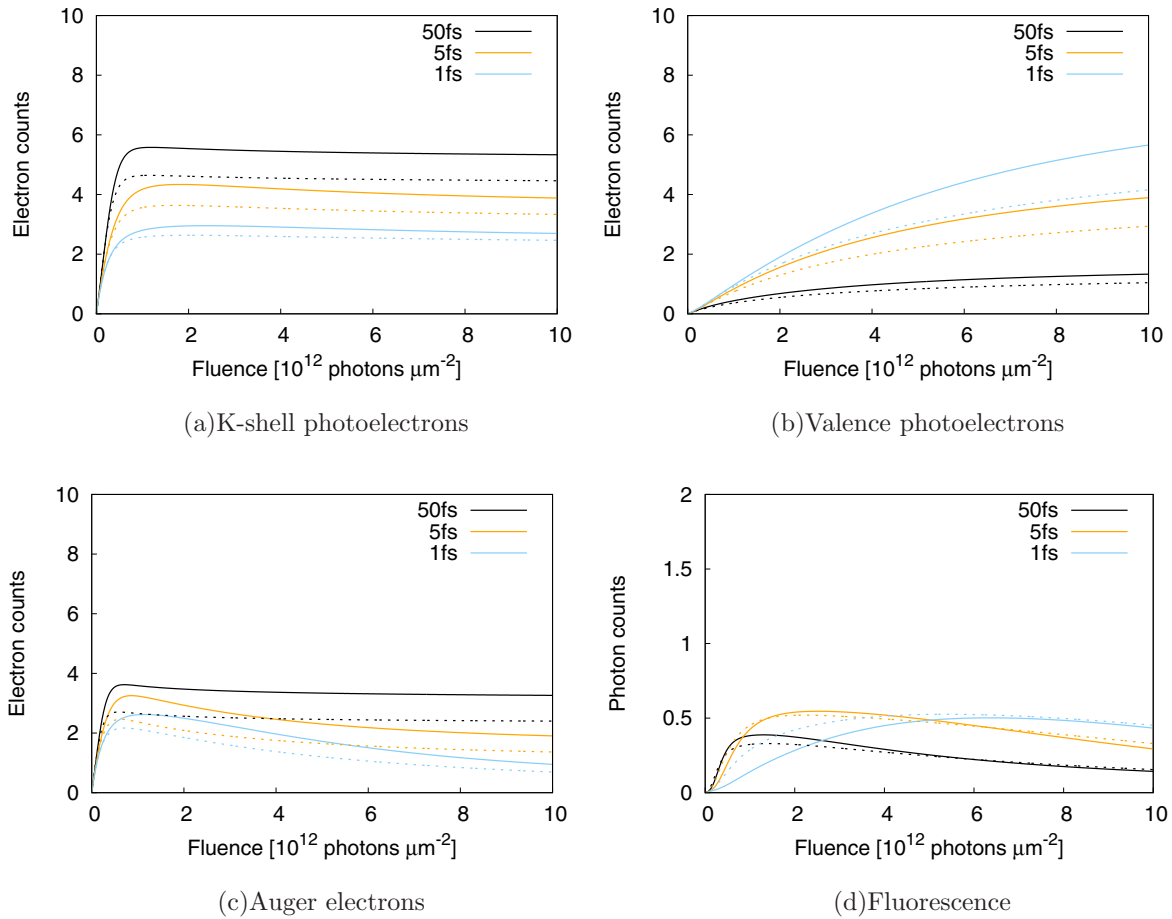 10
8
6
4
2
0
0 2 4 6 8 10
Electron counts
Fluence [10^12 photons μm^-2]
50fs
5fs
1fs
(a)K-shell photoelectrons
10
8
6
4
2
0
0 2 4 6 8 10
Electron counts
Fluence [10^12 photons μm^-2]
50fs
5fs
1fs
(b)Valence photoelectrons
10
8
6
4
2
0
0 2 4 6 8 10
Electron counts
Fluence [10^12 photons μm^-2]
50fs
5fs
1fs
(c)Auger electrons
2
1.5
1
0.5
0
0 2 4 6 8 10
Photon counts
Fluence [10^12 photons μm^-2]
50fs
5fs
1fs
(d)Fluorescence